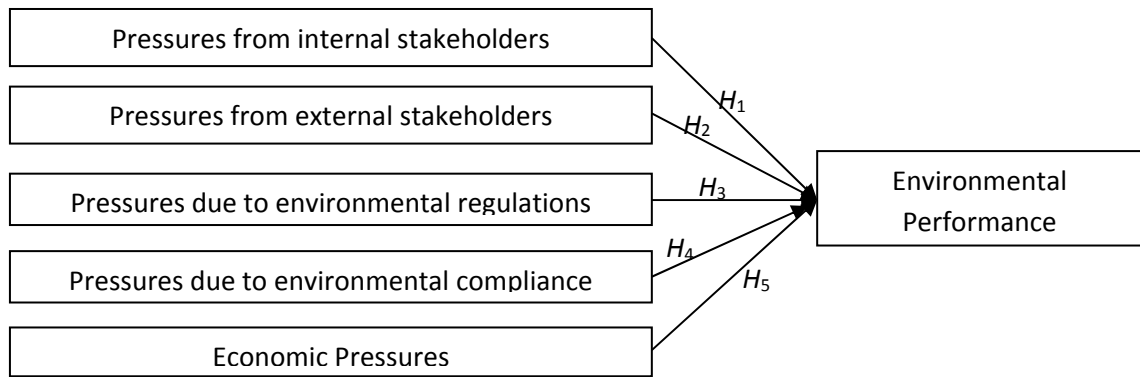 Pressures from internal stakeholders
H1
Pressures from external stakeholders
H2
Environmental
Performance
Pressures due to environmental regulations
H3
H4
Pressures due to environmental compliance
H5
Economic Pressures